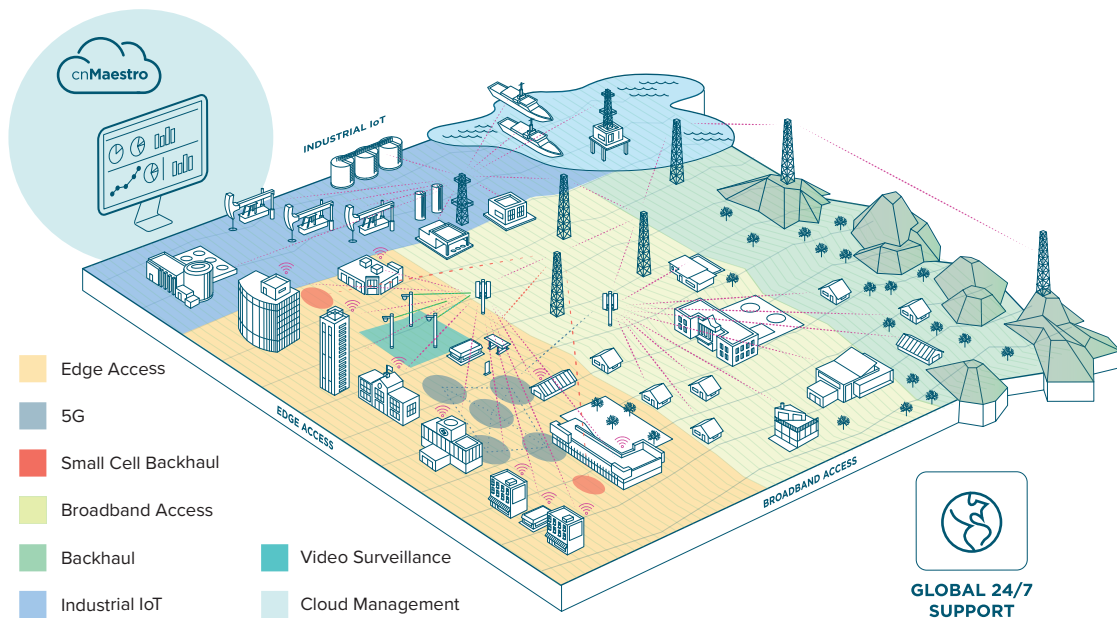 cnMaestro
INDUSTRIAL IoT
EDGE ACCESS
BROADBAND ACCESS
Edge Access
5G
Small Cell Backhaul
Broadband Access
Backhaul
Industrial IoT
Video Surveillance
Cloud Management
GLOBAL 24/7
SUPPORT